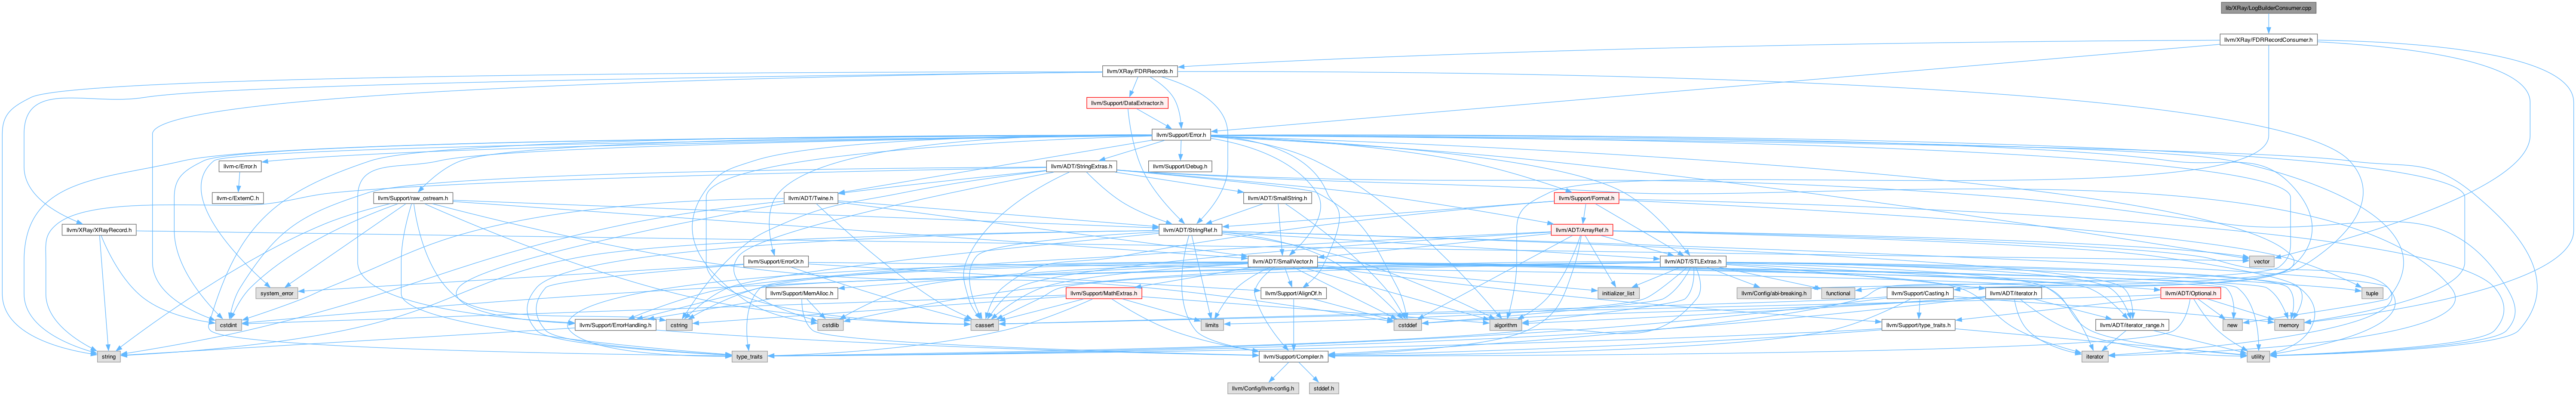 lib/XRay/LogBuilderConsumer.cpp
llvm/XRay/FDRRecordConsumer.h
llvm/XRay/FDRRecords.h
llvm/Support/DataExtractor.h
llvm/Support/Error.h
llvm-c/Error.h
llvm/ADT/StringExtras.h
llvm/Support/Debug.h
llvm-c/ExternC.h
llvm/Support/raw_ostream.h
llvm/ADT/Twine.h
llvm/ADT/SmallString.h
llvm/Support/Format.h
llvm/XRay/XRayRecord.h
llvm/ADT/StringRef.h
llvm/ADT/ArrayRef.h
llvm/Support/ErrorOr.h
llvm/ADT/SmallVector.h
llvm/ADT/STLExtras.h
vector
system_error
llvm/Support/MemAlloc.h
llvm/Support/MathExtras.h
llvm/Support/AlignOf.h
initializer_list
llvm/Config/abi-breaking.h
functional
llvm/Support/Casting.h
llvm/ADT/iterator.h
llvm/ADT/Optional.h
tuple
cstdint
llvm/Support/ErrorHandling.h
cstring
cstdlib
cassert
limits
cstddef
algorithm
llvm/Support/type_traits.h
llvm/ADT/iterator_range.h
new
memory
string
type_traits
llvm/Support/Compiler.h
iterator
utility
llvm/Config/llvm-config.h
stddef.h